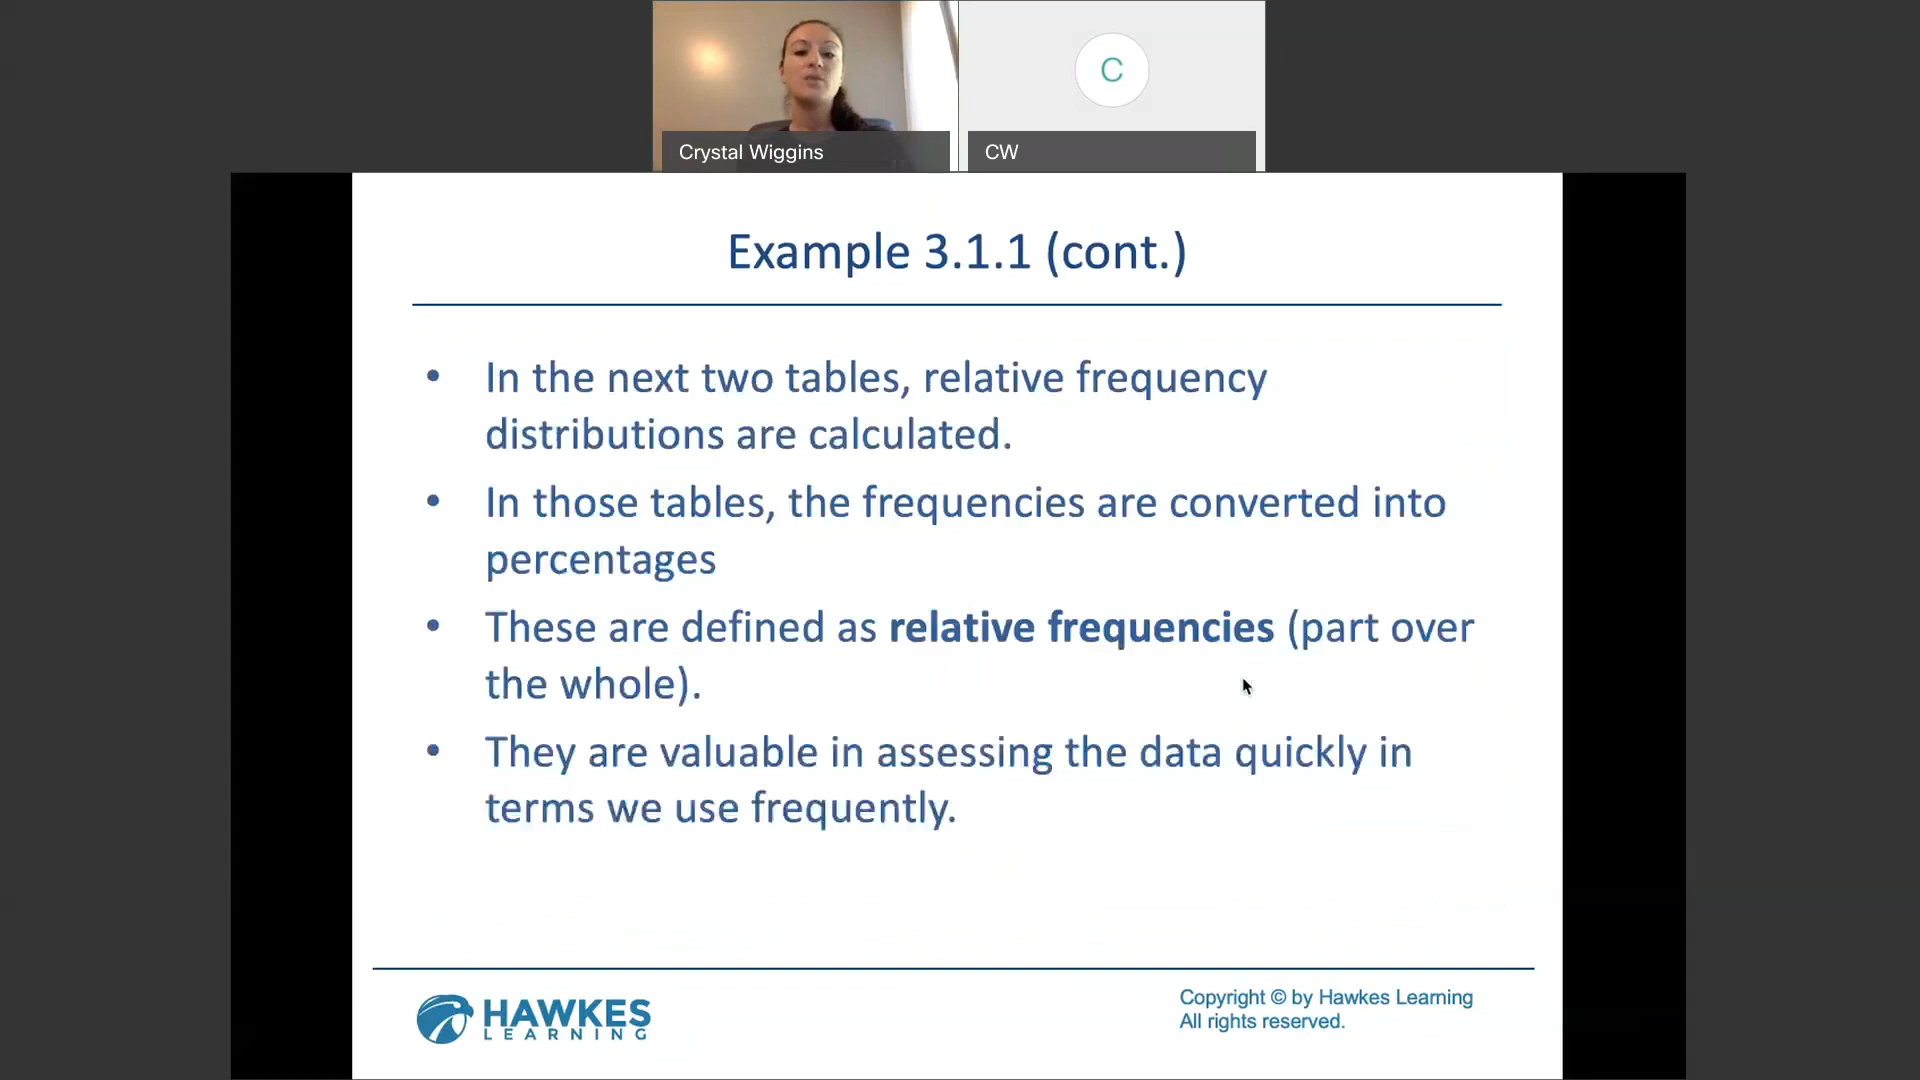 C
Crystal Wiggins
CW
Example 3.1.1 (cont.)
• In the next two tables, relative frequency
distributions are calculated.
• In those tables, the frequencies are converted into
percentages
• These are defined as relative frequencies (part over
the whole).
• They are valuable in assessing the data quickly in
terms we use frequently.
HAWKES
LEARNING
Copyright © by Hawkes Learning
All rights reserved.